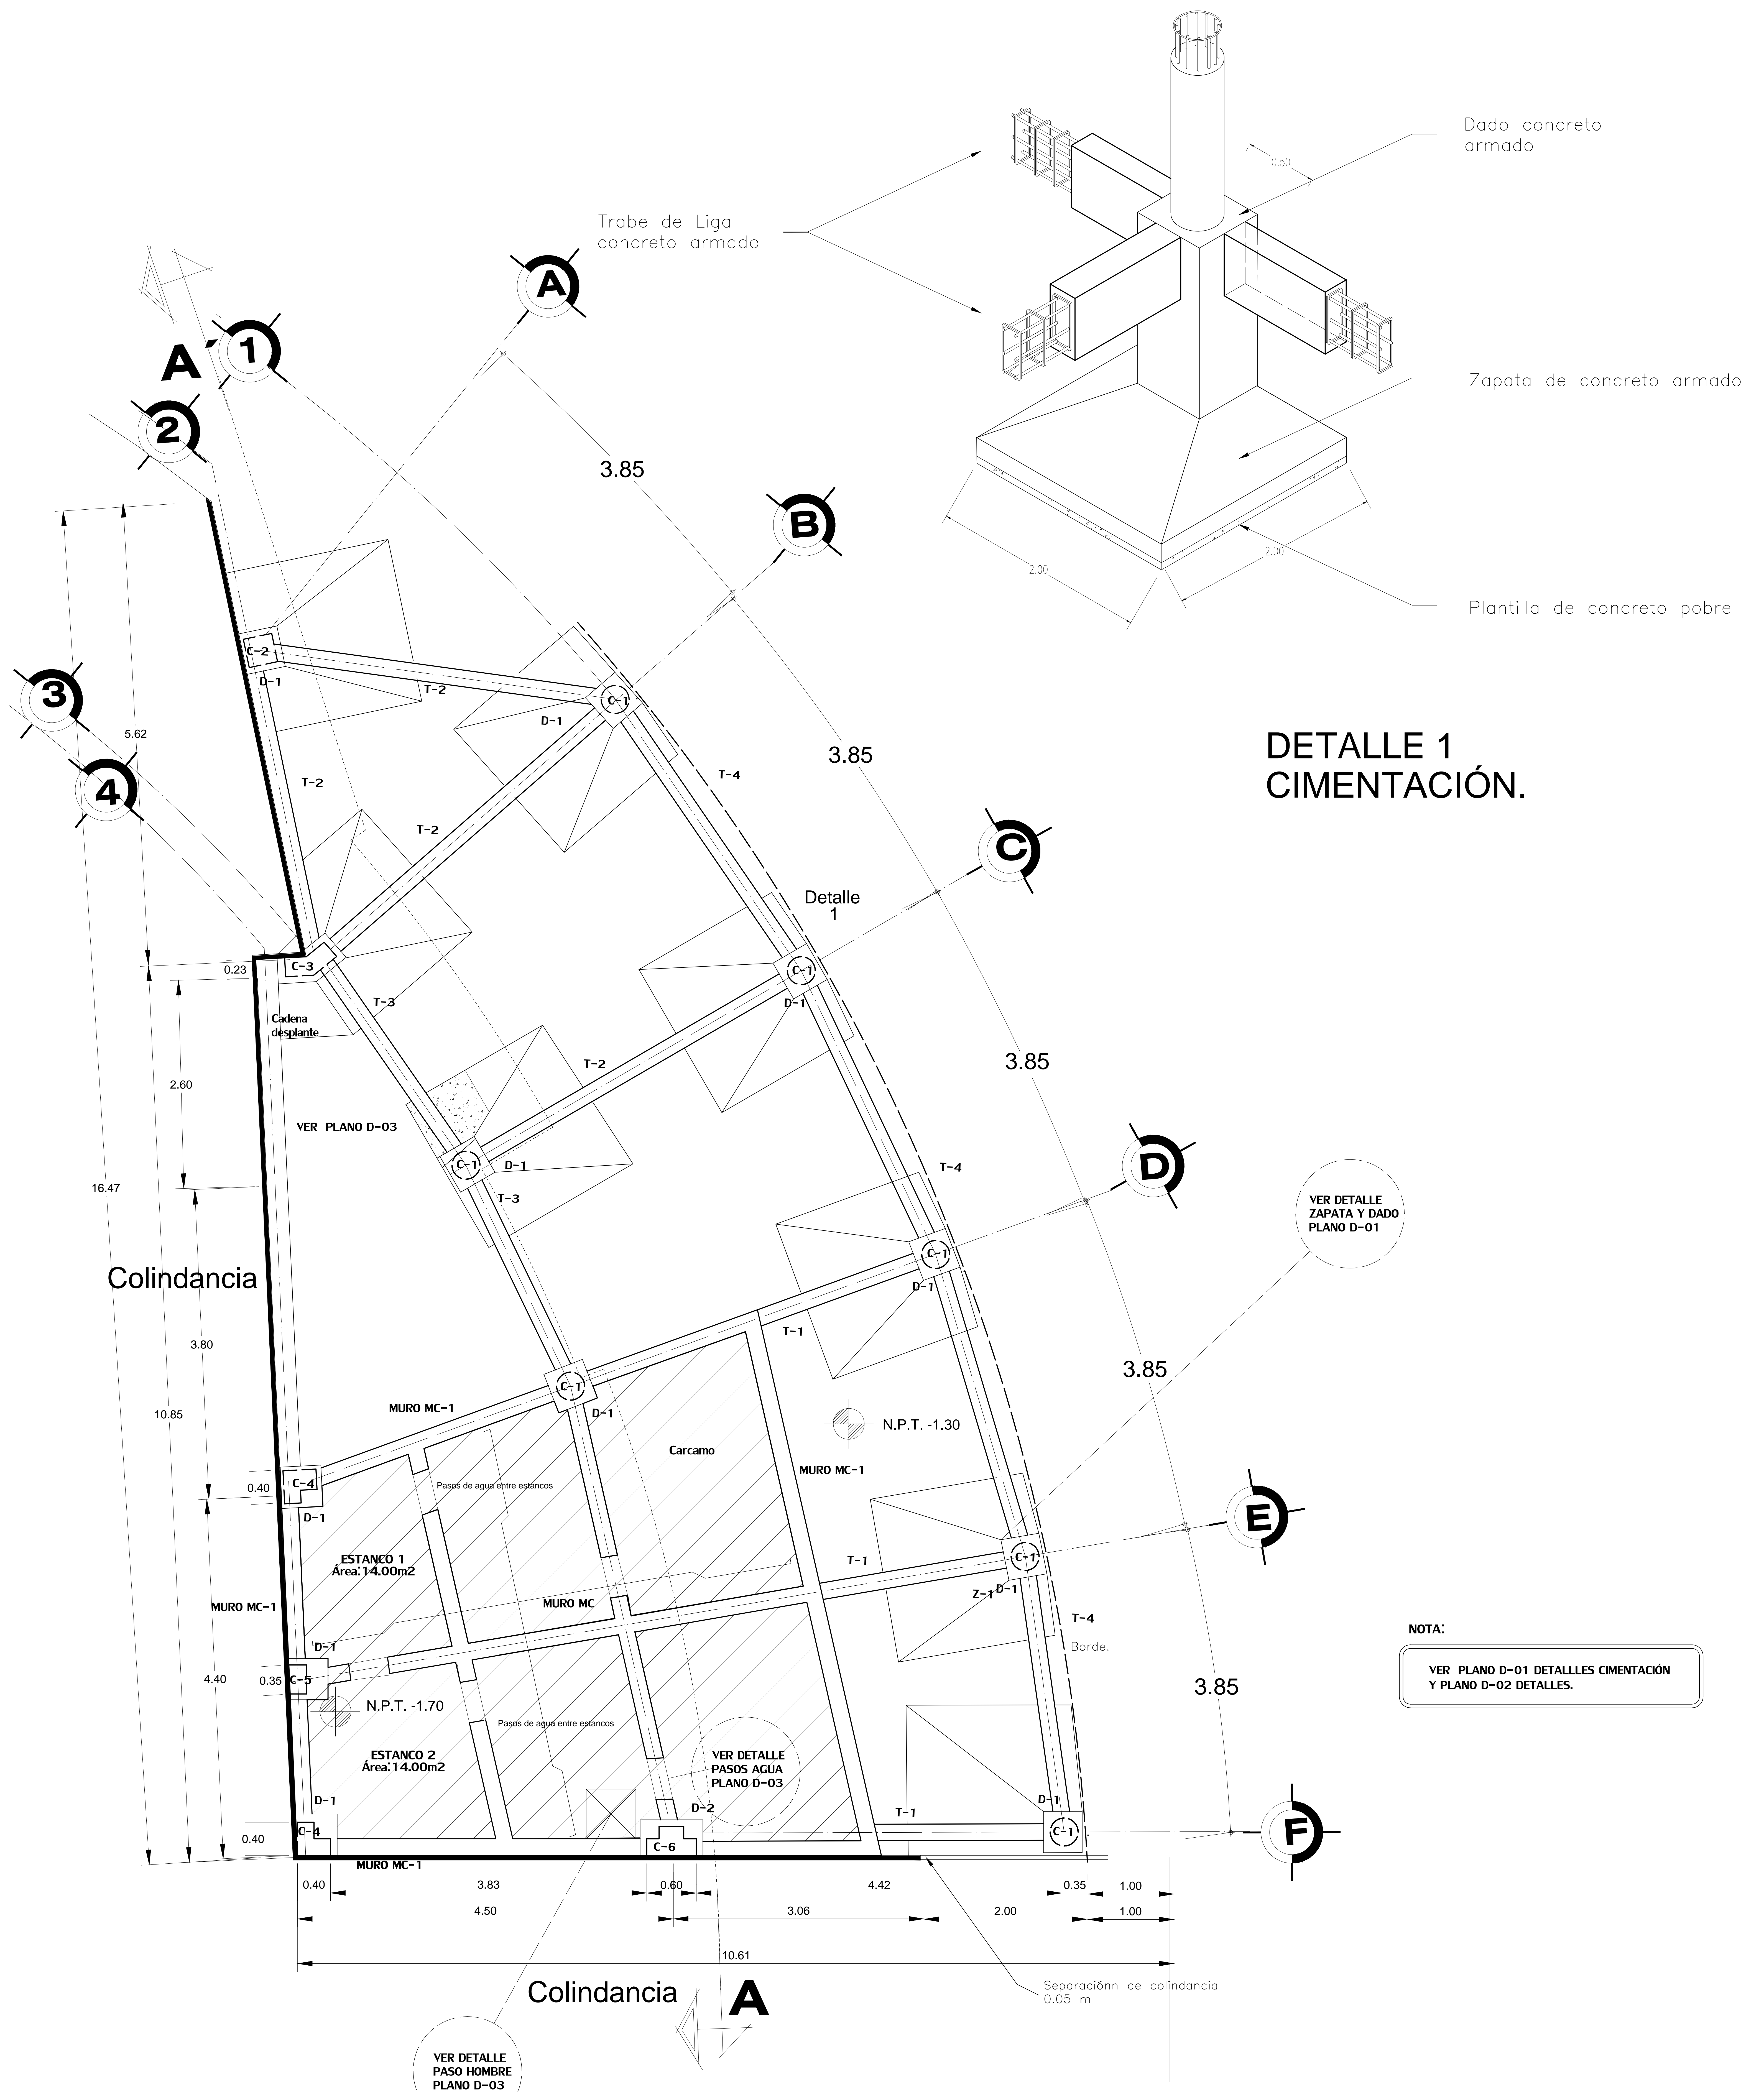 Dado concreto
armado
0.50
Trabe de Liga
concreto armado
Zapata de concreto armado
2.00
2.00
Plantilla de concreto pobre
DETALLE 1
CIMENTACIÓN.
A
1
A
2
B
3
4
C
D
E
F
3.85
3.85
3.85
3.85
3.85
C-2
D-1
T-2
C-1
D-1
T-2
T-2
T-4
5.62
Detalle
1
C-1
D-1
0.23
C-3
T-3
Cadena
desplante
T-2
2.60
VER PLANO D-03
C-1
D-1
T-3
T-4
16.47
VER DETALLE
ZAPATA Y DADO
PLANO D-01
C-1
D-1
Colindancia
T-1
3.80
C-1
D-1
MURO MC-1
10.85
N.P.T. -1.30
Carcamo
MURO MC-1
C-4
0.40
D-1
Pasos de agua entre estancos
ESTANCO 1
Área:14.00m2
T-1
C-1
Z-1
D-1
MURO MC-1
MURO MC
T-4
Borde.
NOTA:
VER PLANO D-01 DETALLLES CIMENTACIÓN
Y PLANO D-02 DETALLES.
D-1
4.40
0.35
C-5
N.P.T. -1.70
Pasos de agua entre estancos
ESTANCO 2
Área:14.00m2
VER DETALLE
PASOS AGUA
PLANO D-03
D-1
D-2
T-1
D-1
C-4
0.40
C-6
C-1
MURO MC-1
0.40
3.83
0.60
4.42
0.35
1.00
4.50
3.06
2.00
1.00
10.61
Colindancia
A
Separaciónn de colindancia
0.05 m
VER DETALLE
PASO HOMBRE
PLANO D-03